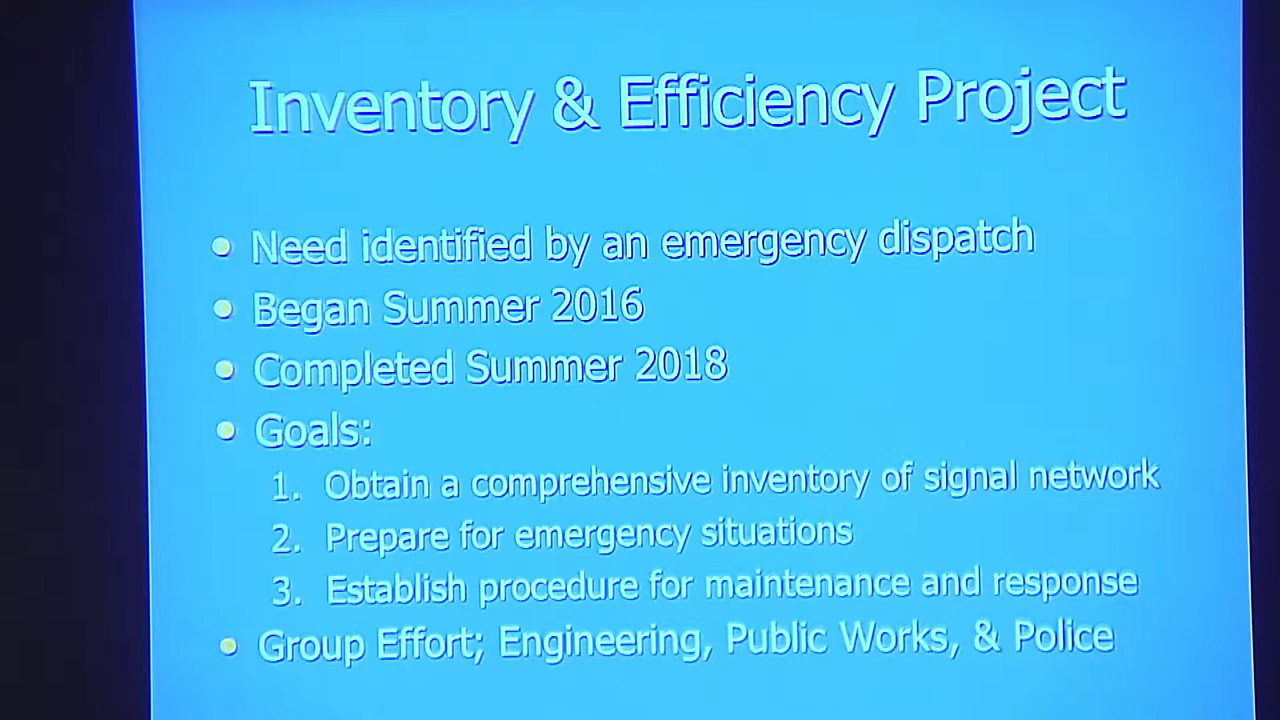 Inventory & Efficiency Project
• Need identified by an emergency dispatch
• Began Summer 2016
• Completed Summer 2018
• Goals:
1. Obtain a comprehensive inventory of signal network
2. Prepare for emergency situations
3. Establish procedure for maintenance and response
• Group Effort; Engineering, Public Works, & Police